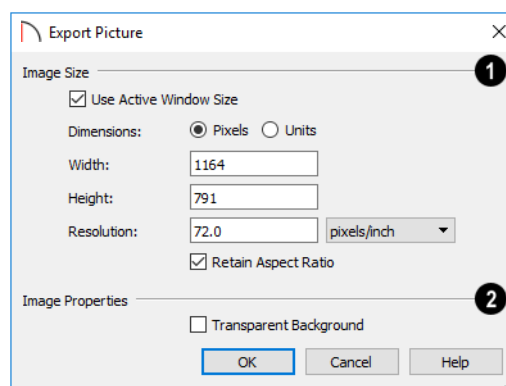 Export Picture
Image Size
1
Use Active Window Size
Dimensions: Pixels Units
Width: 1164
Height: 791
Resolution: 72.0 pixels/inch
Retain Aspect Ratio
Image Properties
2
Transparent Background
OK Cancel Help